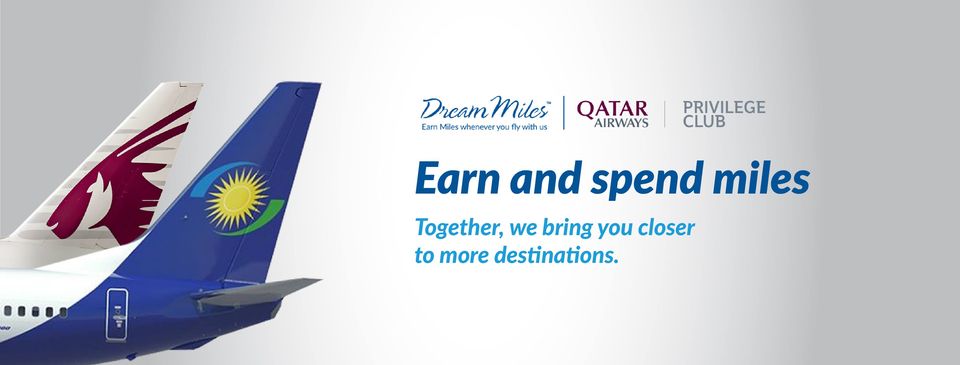 Dream Miles™
Earn Miles whenever you fly with us
QATAR
AIRWAYS
PRIVILEGE
CLUB
Earn and spend miles
Together, we bring you closer
to more destinations.